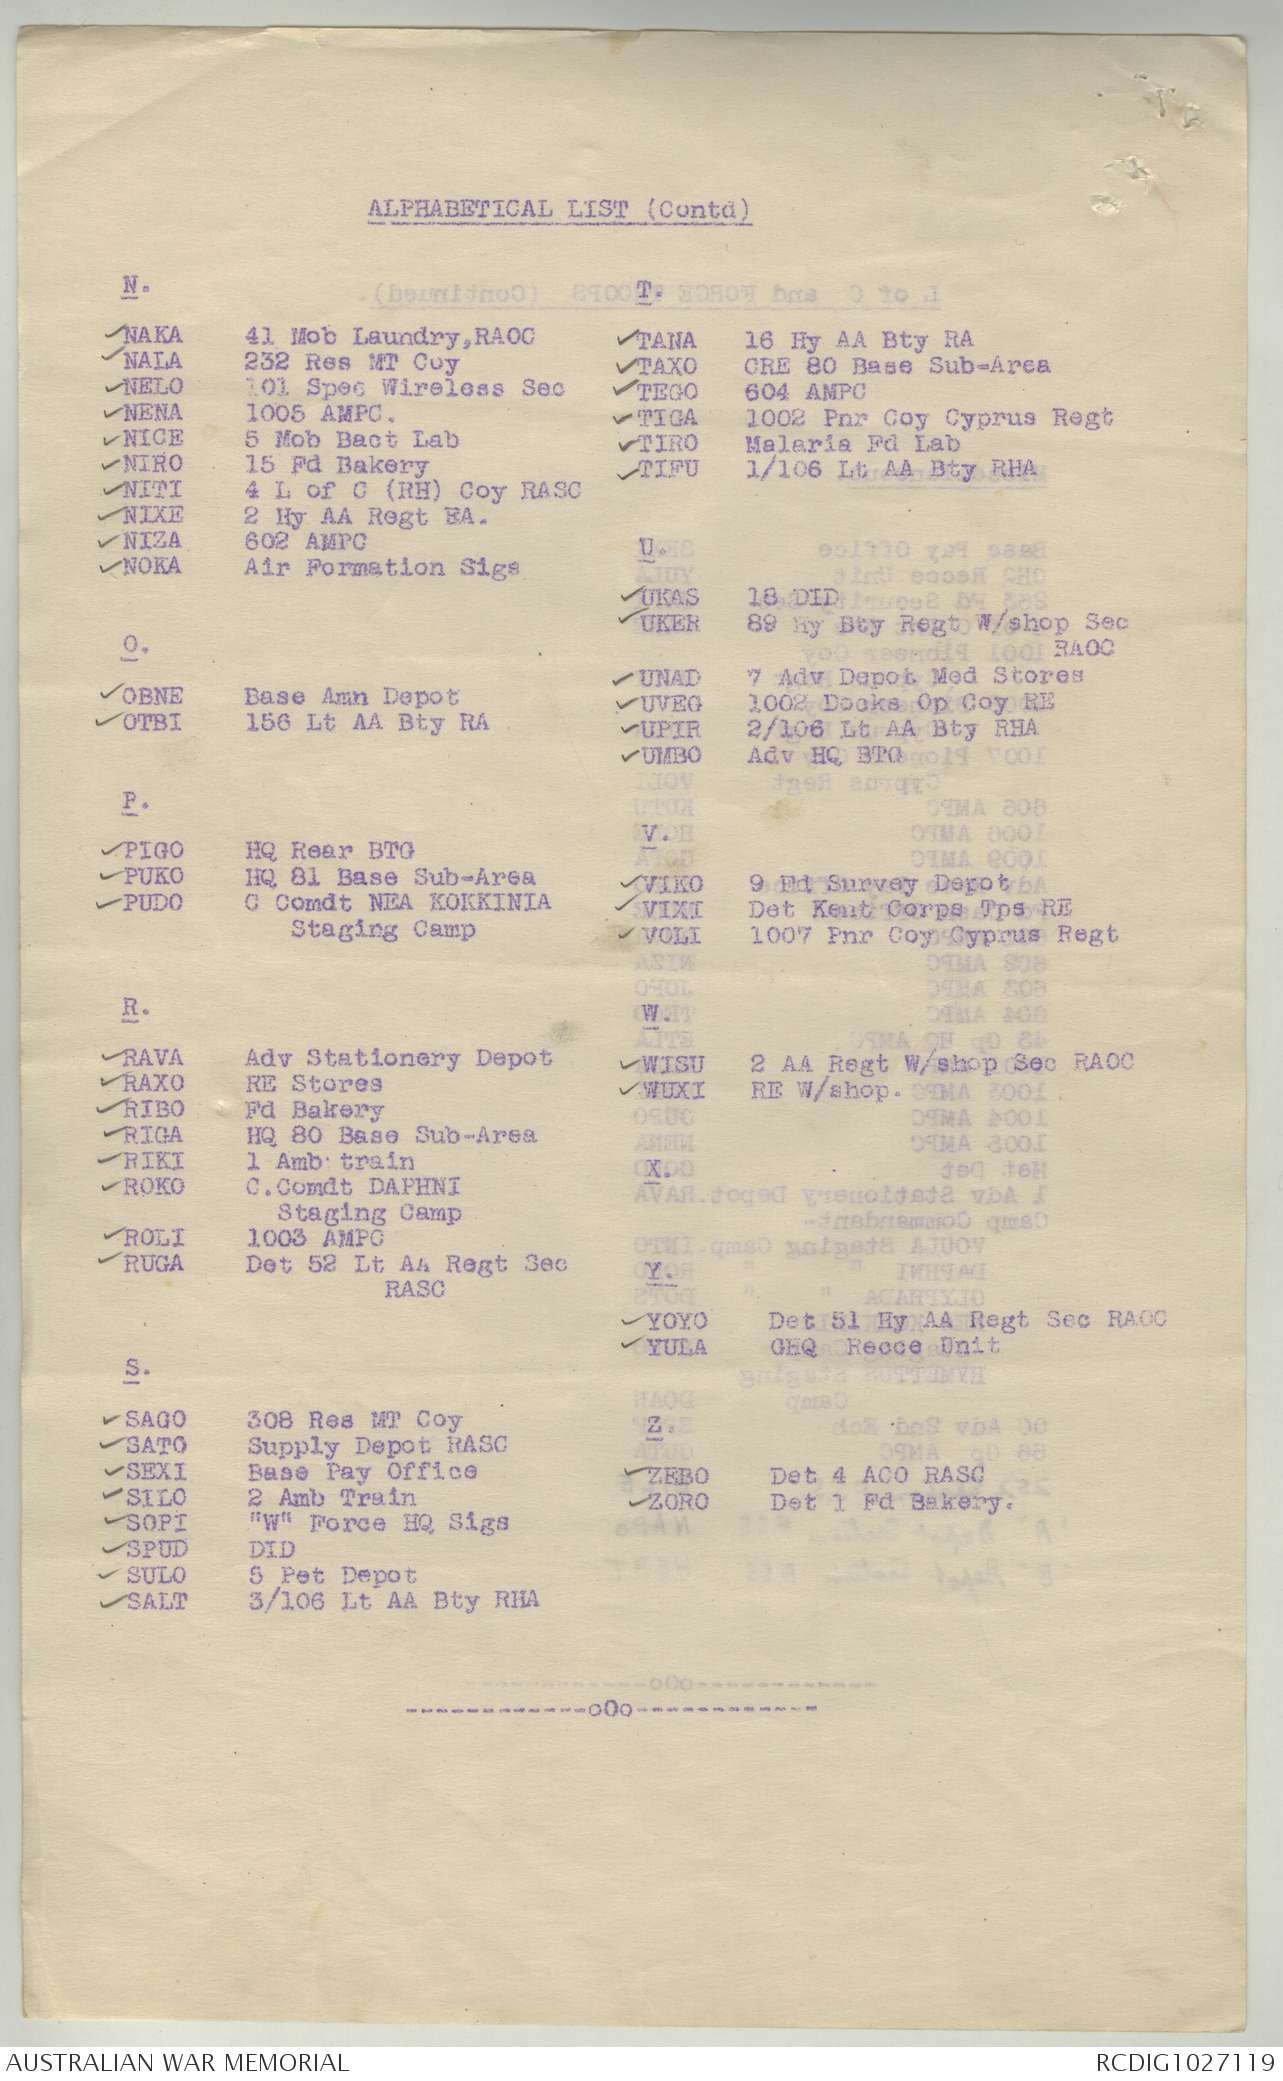 ALPHABETICAL LIST (Contd)
N.
✓NAKA 41 Mob Laundry,RAOC
✓NALA 232 Res MT Coy
✓NELO 101 Spec Wireless Sec
✓NENA 1005 AMPC.
✓NICE 5 Mob Bact Lab
✓NIRO 15 Fd Bakery
✓NITI 4 L of C (RH) Coy RASC
✓NIXE 2 Hy AA Regt RA.
✓NIZA 602 AMPC
✓NOKA Air Formation Sigs
O.
✓OBNE Base Amn Depot
✓OTBI 156 Lt AA Bty RA
P.
✓PIGO HQ Rear BTG
✓PUKO HQ 81 Base Sub-Area
✓PUDO C Comdt NEA KOKKINIA
Staging Camp
R.
✓RAVA Adv Stationery Depot
✓RAXO RE Stores
✓RIBO Fd Bakery
✓RIGA HQ 80 Base Sub-Area
✓RIKI 1 Amb train
✓ROKO C.Comdt DAPHNI
Staging Camp
✓ROLI 1003 AMPC
✓RUGA Det 52 Lt AA Regt Sec
RASC
S.
✓SAGO 308 Res MT Coy
✓SATO Supply Depot RASC
✓SEXI Base Pay Office
✓SILO 2 Amb Train
✓SOPI "W" Force HQ Sigs
✓SPUD DID
✓SULO 5 Pet Depot
✓SALT 3/106 Lt AA Bty RHA
T.
✓TANA 16 Hy AA Bty RA
✓TAXO CRE 80 Base Sub-Area
✓TEGO 604 AMPC
✓TIGA 1002 Pnr Coy Cyprus Regt
✓TIRO Malaria Fd Lab
✓TIFU 1/106 Lt AA Bty RHA
U.
✓UKAS 18 DID
✓UKER 89 Hy Bty Regt W/shop Sec
RAOC
✓UNAD 7 Adv Depot Med Stores
✓UVEG 1002 Docks Op Coy RE
✓UPIR 2/106 Lt AA Bty RHA
✓UMBO Adv HQ BTG
V.
✓VIKO 9 Fd Survey Depot
✓VIXI Det Kent Corps Tps RE
✓VOLI 1007 Pnr Coy Cyprus Regt
W.
✓WISU 2 AA Regt W/shop Sec RAOC
✓WUXI RE W/shop.
X.
Y.
✓YOYO Det 51 Hy AA Regt Sec RAOC
✓YULA GHQ Recce Unit
Z.
✓ZEBO Det 4 ACO RASC
✓ZORO Det 1 Fd Bakery.
------------oOo------------
AUSTRALIAN WAR MEMORIAL
RCDIG1027119